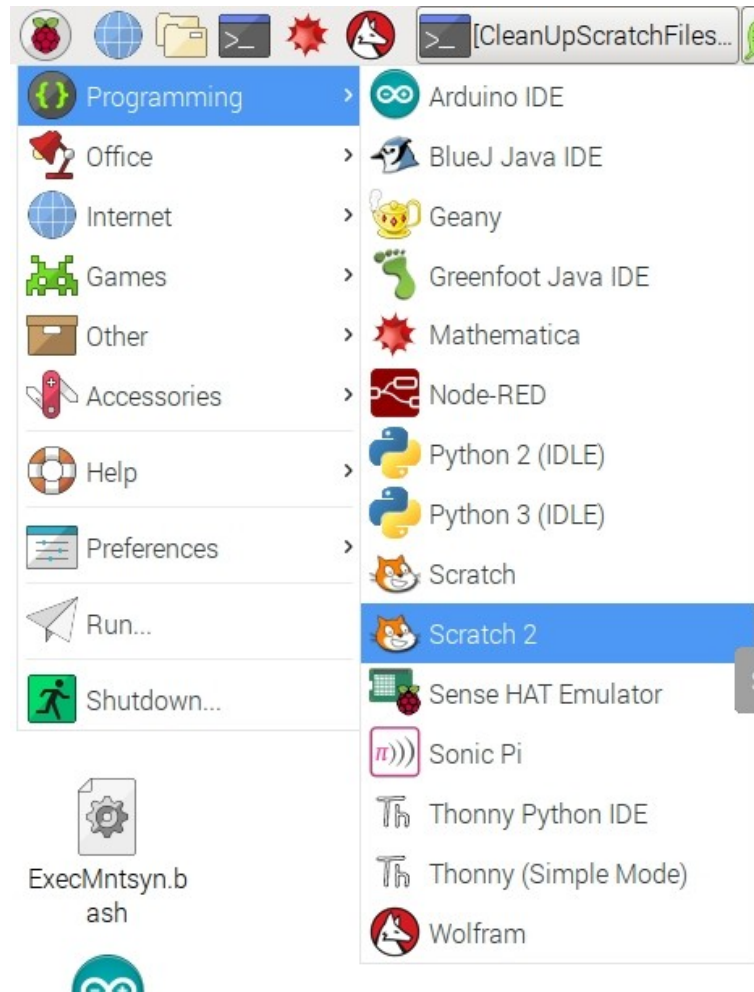 [CleanUpScratchFiles...
Programming
Office
Internet
Games
Other
Accessories
Help
Preferences
Run...
Shutdown...
Arduino IDE
BlueJ Java IDE
Geany
Greenfoot Java IDE
Mathematica
Node-RED
Python 2 (IDLE)
Python 3 (IDLE)
Scratch
Scratch 2
Sense HAT Emulator
Sonic Pi
Thonny Python IDE
Thonny (Simple Mode)
Wolfram
ExecMntsyn.b
ash